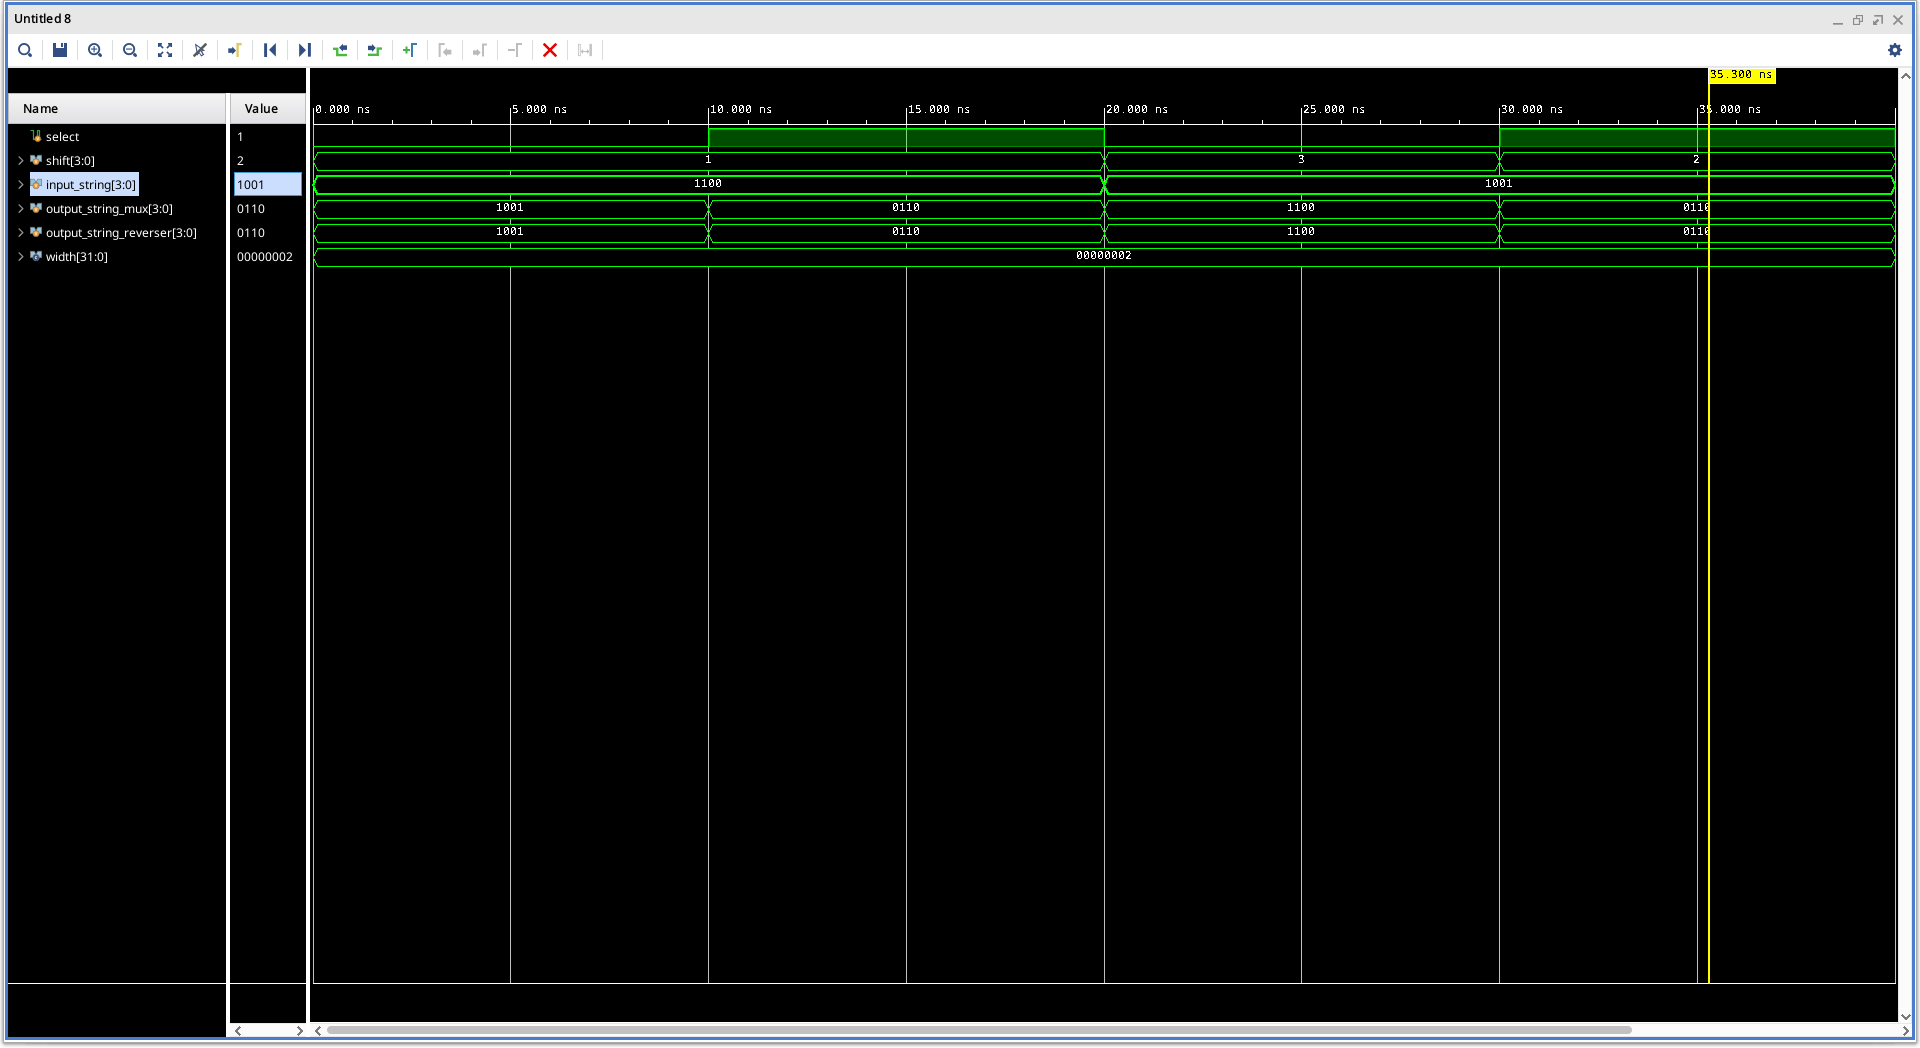 Untitled 8
35.300 ns
Name Value 0.000 ns 5.000 ns 10.000 ns 15.000 ns 20.000 ns 25.000 ns 30.000 ns 35.000 ns
select 1
shift[3:0] 2 1 3 2
input_string[3:0] 1001 1100 1001
output_string_mux[3:0] 0110 1001 0110 1100 0110
output_string_reverser[3:0] 0110 1001 0110 1100 0110
width[31:0] 00000002 00000002